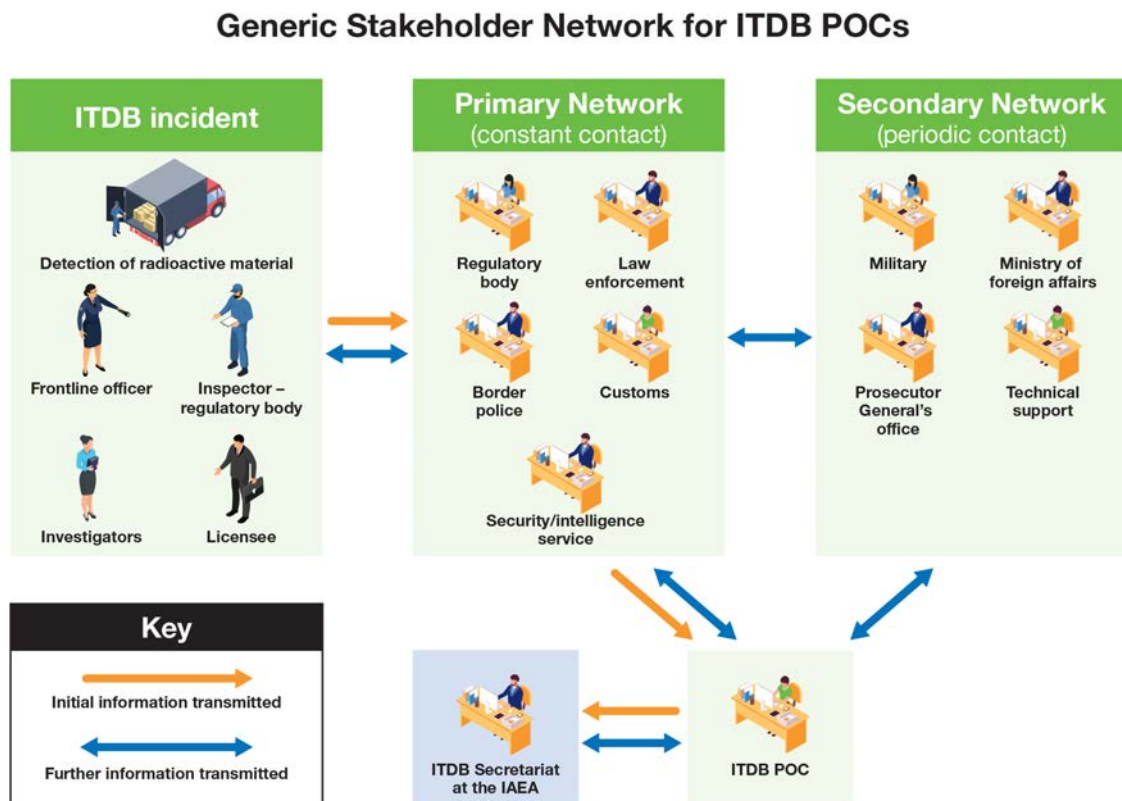 Generic Stakeholder Network for ITDB POCs
ITDB incident
Detection of radioactive material
Frontline officer
Inspector –
regulatory body
Investigators
Licensee
Primary Network
(constant contact)
Regulatory
body
Law
enforcement
Border
police
Customs
Security/intelligence
service
Secondary Network
(periodic contact)
Military
Ministry of
foreign affairs
Prosecutor
General's
office
Technical
support
Key
Initial information transmitted
Further information transmitted
ITDB Secretariat
at the IAEA
ITDB POC